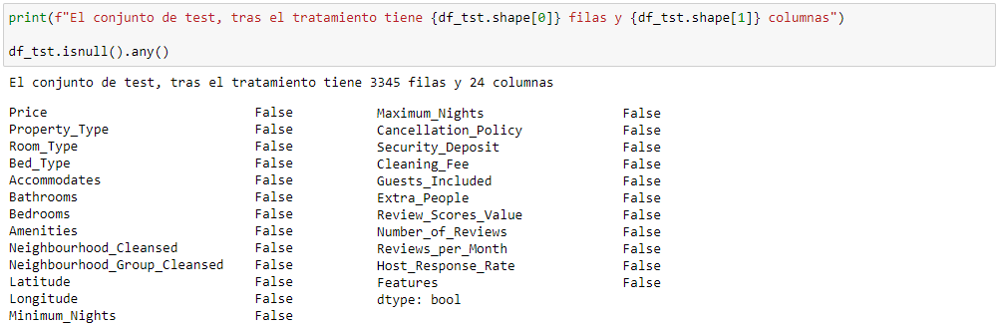 print(f"El conjunto de test, tras el tratamiento tiene {df_tst.shape[0]} filas y {df_tst.shape[1]} columnas")
df_tst.isnull().any()
El conjunto de test, tras el tratamiento tiene 3345 filas y 24 columnas
Price False
Property_Type False
Room_Type False
Bed_Type False
Accommodates False
Bathrooms False
Bedrooms False
Amenities False
Neighbourhood_Cleansed False
Neighbourhood_Group_Cleansed False
Latitude False
Longitude False
Minimum_Nights False
Maximum_Nights False
Cancellation_Policy False
Security_Deposit False
Cleaning_Fee False
Guests_Included False
Extra_People False
Review_Scores_Value False
Number_of_Reviews False
Reviews_per_Month False
Host_Response_Rate False
Features False
dtype: bool